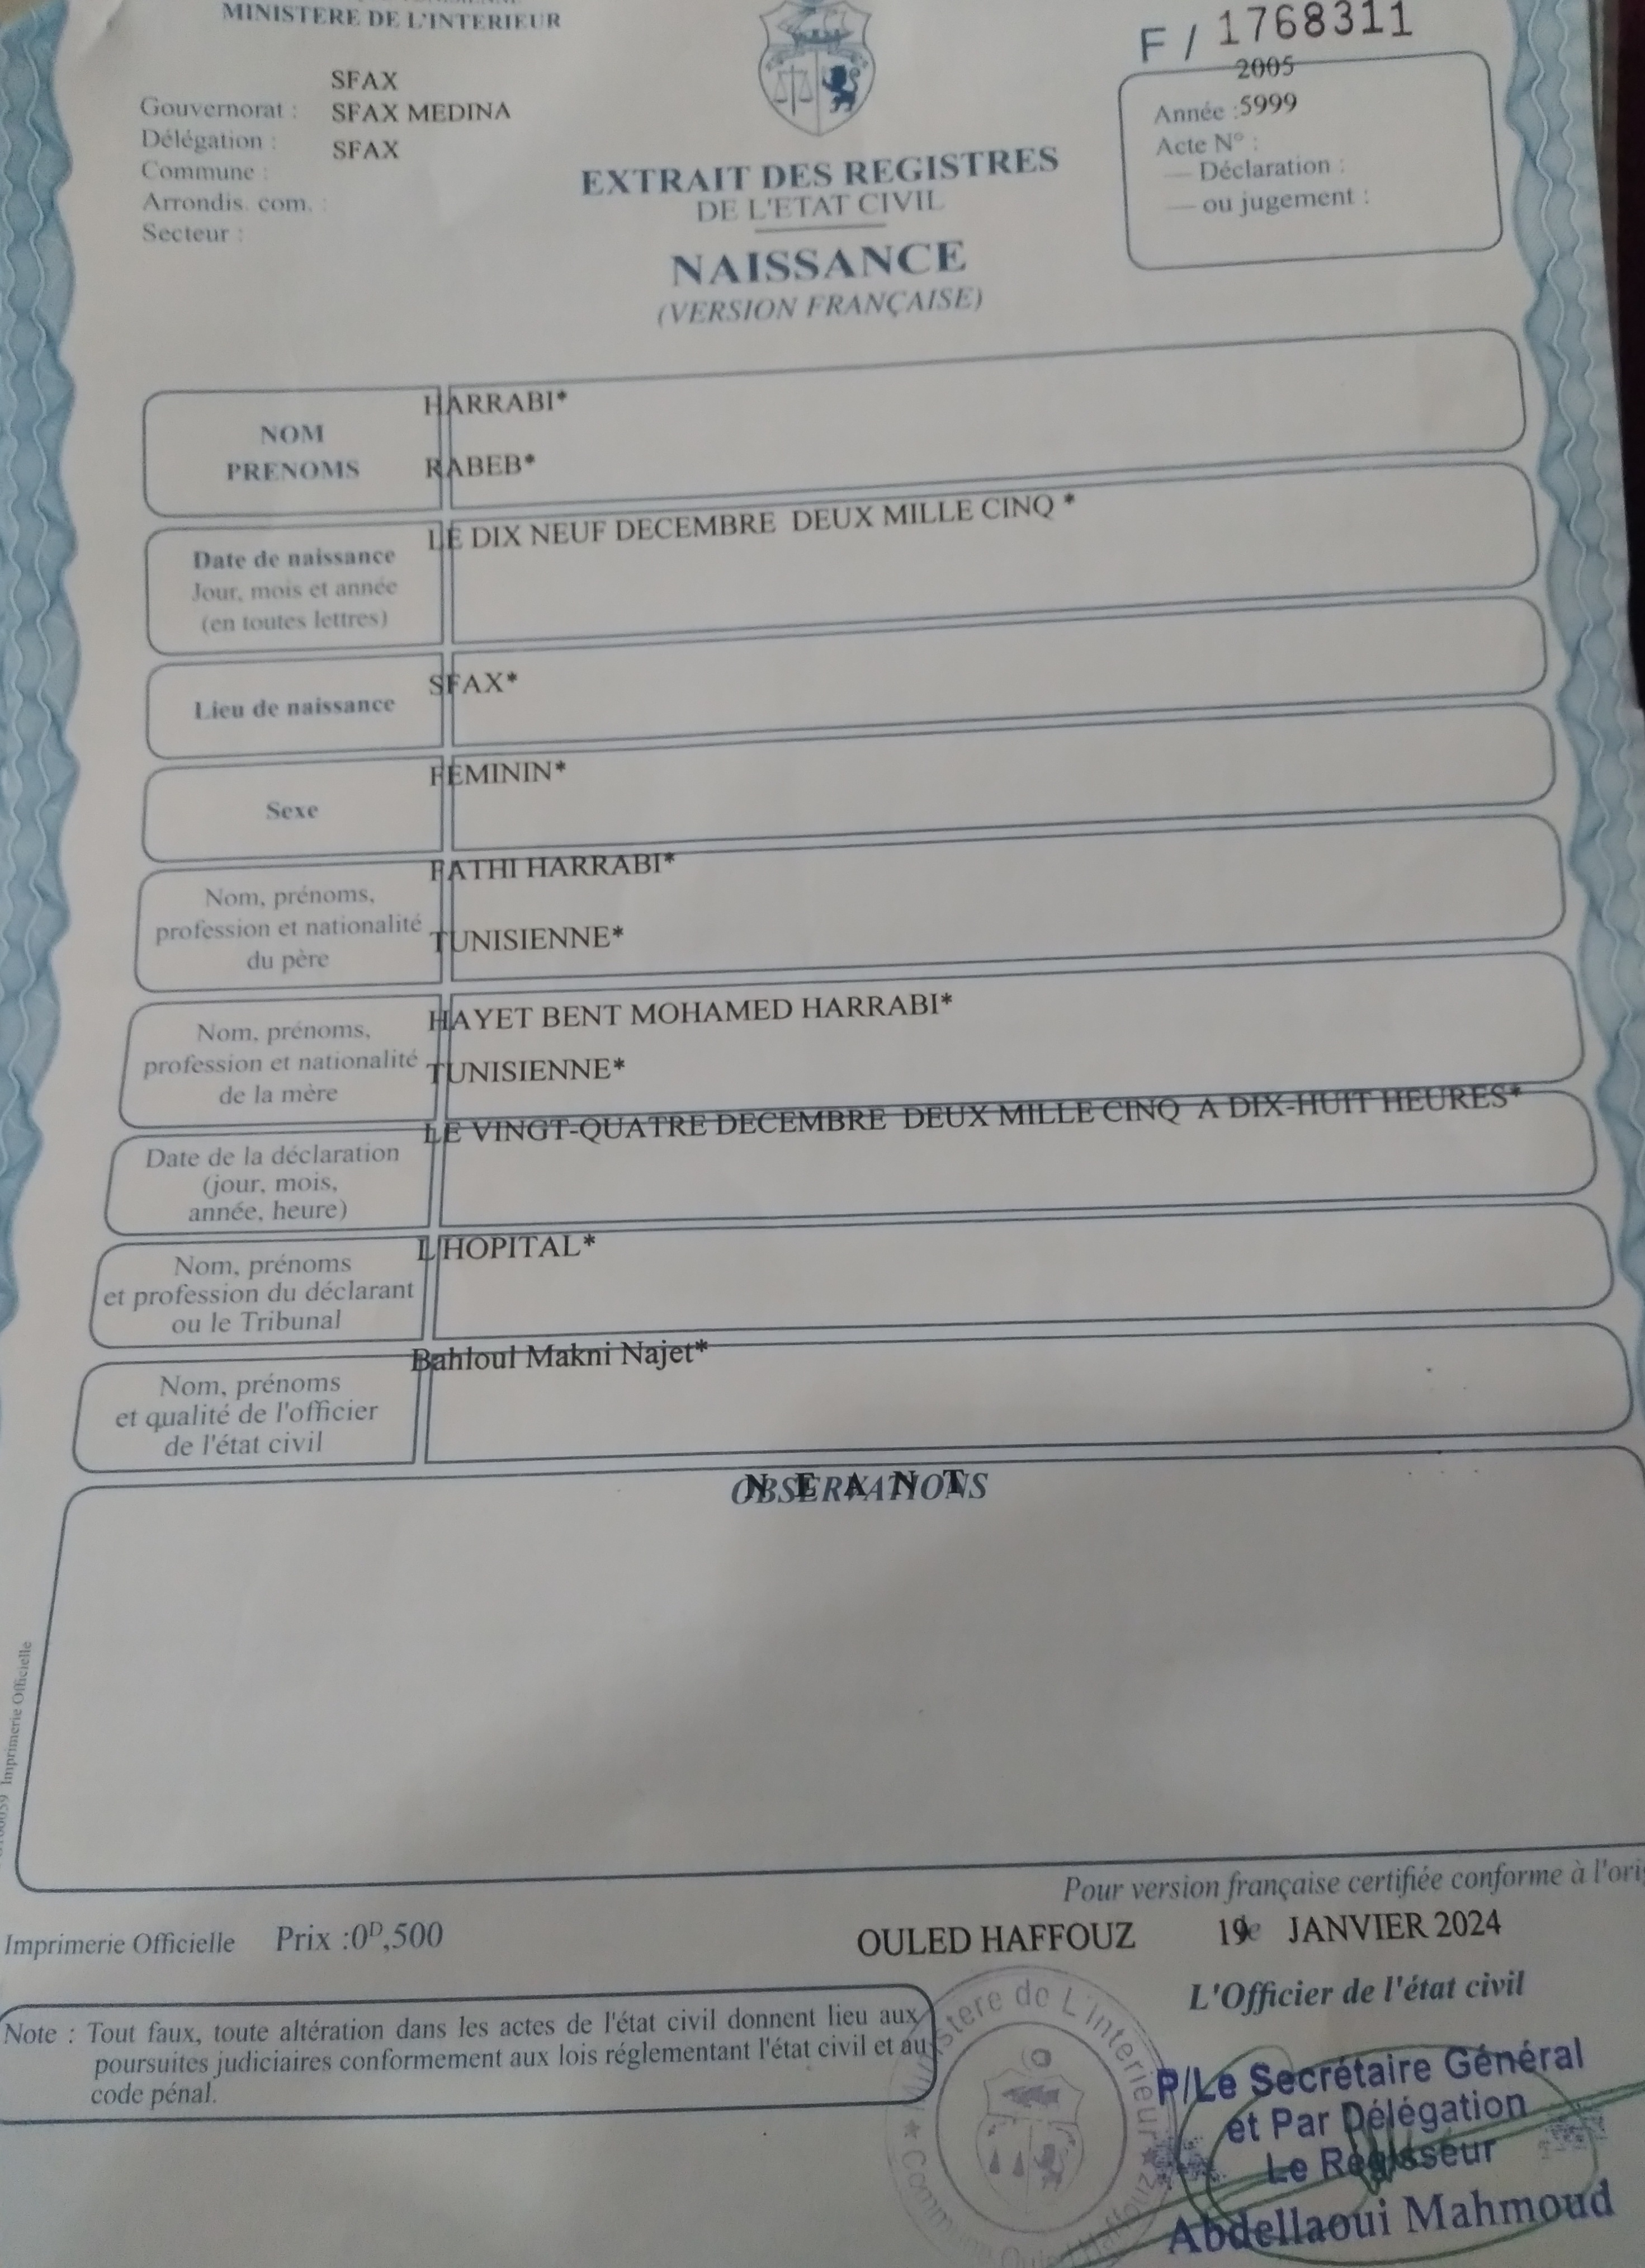 MINISTERE DE L'INTERIEUR
F / 1768311
SFAX
Gouvernorat : SFAX MEDINA
Délégation : SFAX
Commune :
Arrondis. com. :
Secteur :
2005
Année : 5999
Acte N° :
— Déclaration :
— ou jugement :
EXTRAIT DES REGISTRES
DE L'ETAT CIVIL
NAISSANCE
(VERSION FRANÇAISE)
HARRABI*
NOM
PRENOMS RABEB*
LE DIX NEUF DECEMBRE DEUX MILLE CINQ *
Date de naissance
Jour, mois et année
(en toutes lettres)
SFAX*
Lieu de naissance
FEMININ*
Sexe
FATHI HARRABI*
Nom, prénoms,
profession et nationalité
TUNISIENNE*
du père
HAYET BENT MOHAMED HARRABI*
Nom, prénoms,
profession et nationalité
TUNISIENNE*
de la mère
LE VINGT-QUATRE DECEMBRE DEUX MILLE CINQ A DIX-HUIT HEURES*
Date de la déclaration
(jour, mois,
année, heure)
L'HOPITAL*
Nom, prénoms
et profession du déclarant
ou le Tribunal
Bahloul Makni Najet*
Nom, prénoms
et qualité de l'officier
de l'état civil
OBSERVATIONS
N E A N T
Imprimerie Officielle
Pour version française certifiée conforme à l'ori
Imprimerie Officielle Prix :0ᴰ,500
OULED HAFFOUZ 19 le JANVIER 2024
L'Officier de l'état civil
Note : Tout faux, toute altération dans les actes de l'état civil donnent lieu aux
poursuites judiciaires conformement aux lois réglementant l'état civil et au
code pénal.
Ministere de L'Interieur
Commune Ouled Haffouz
P/Le Secrétaire Général
et Par Délégation
Le Régisseur
Abdellaoui Mahmoud